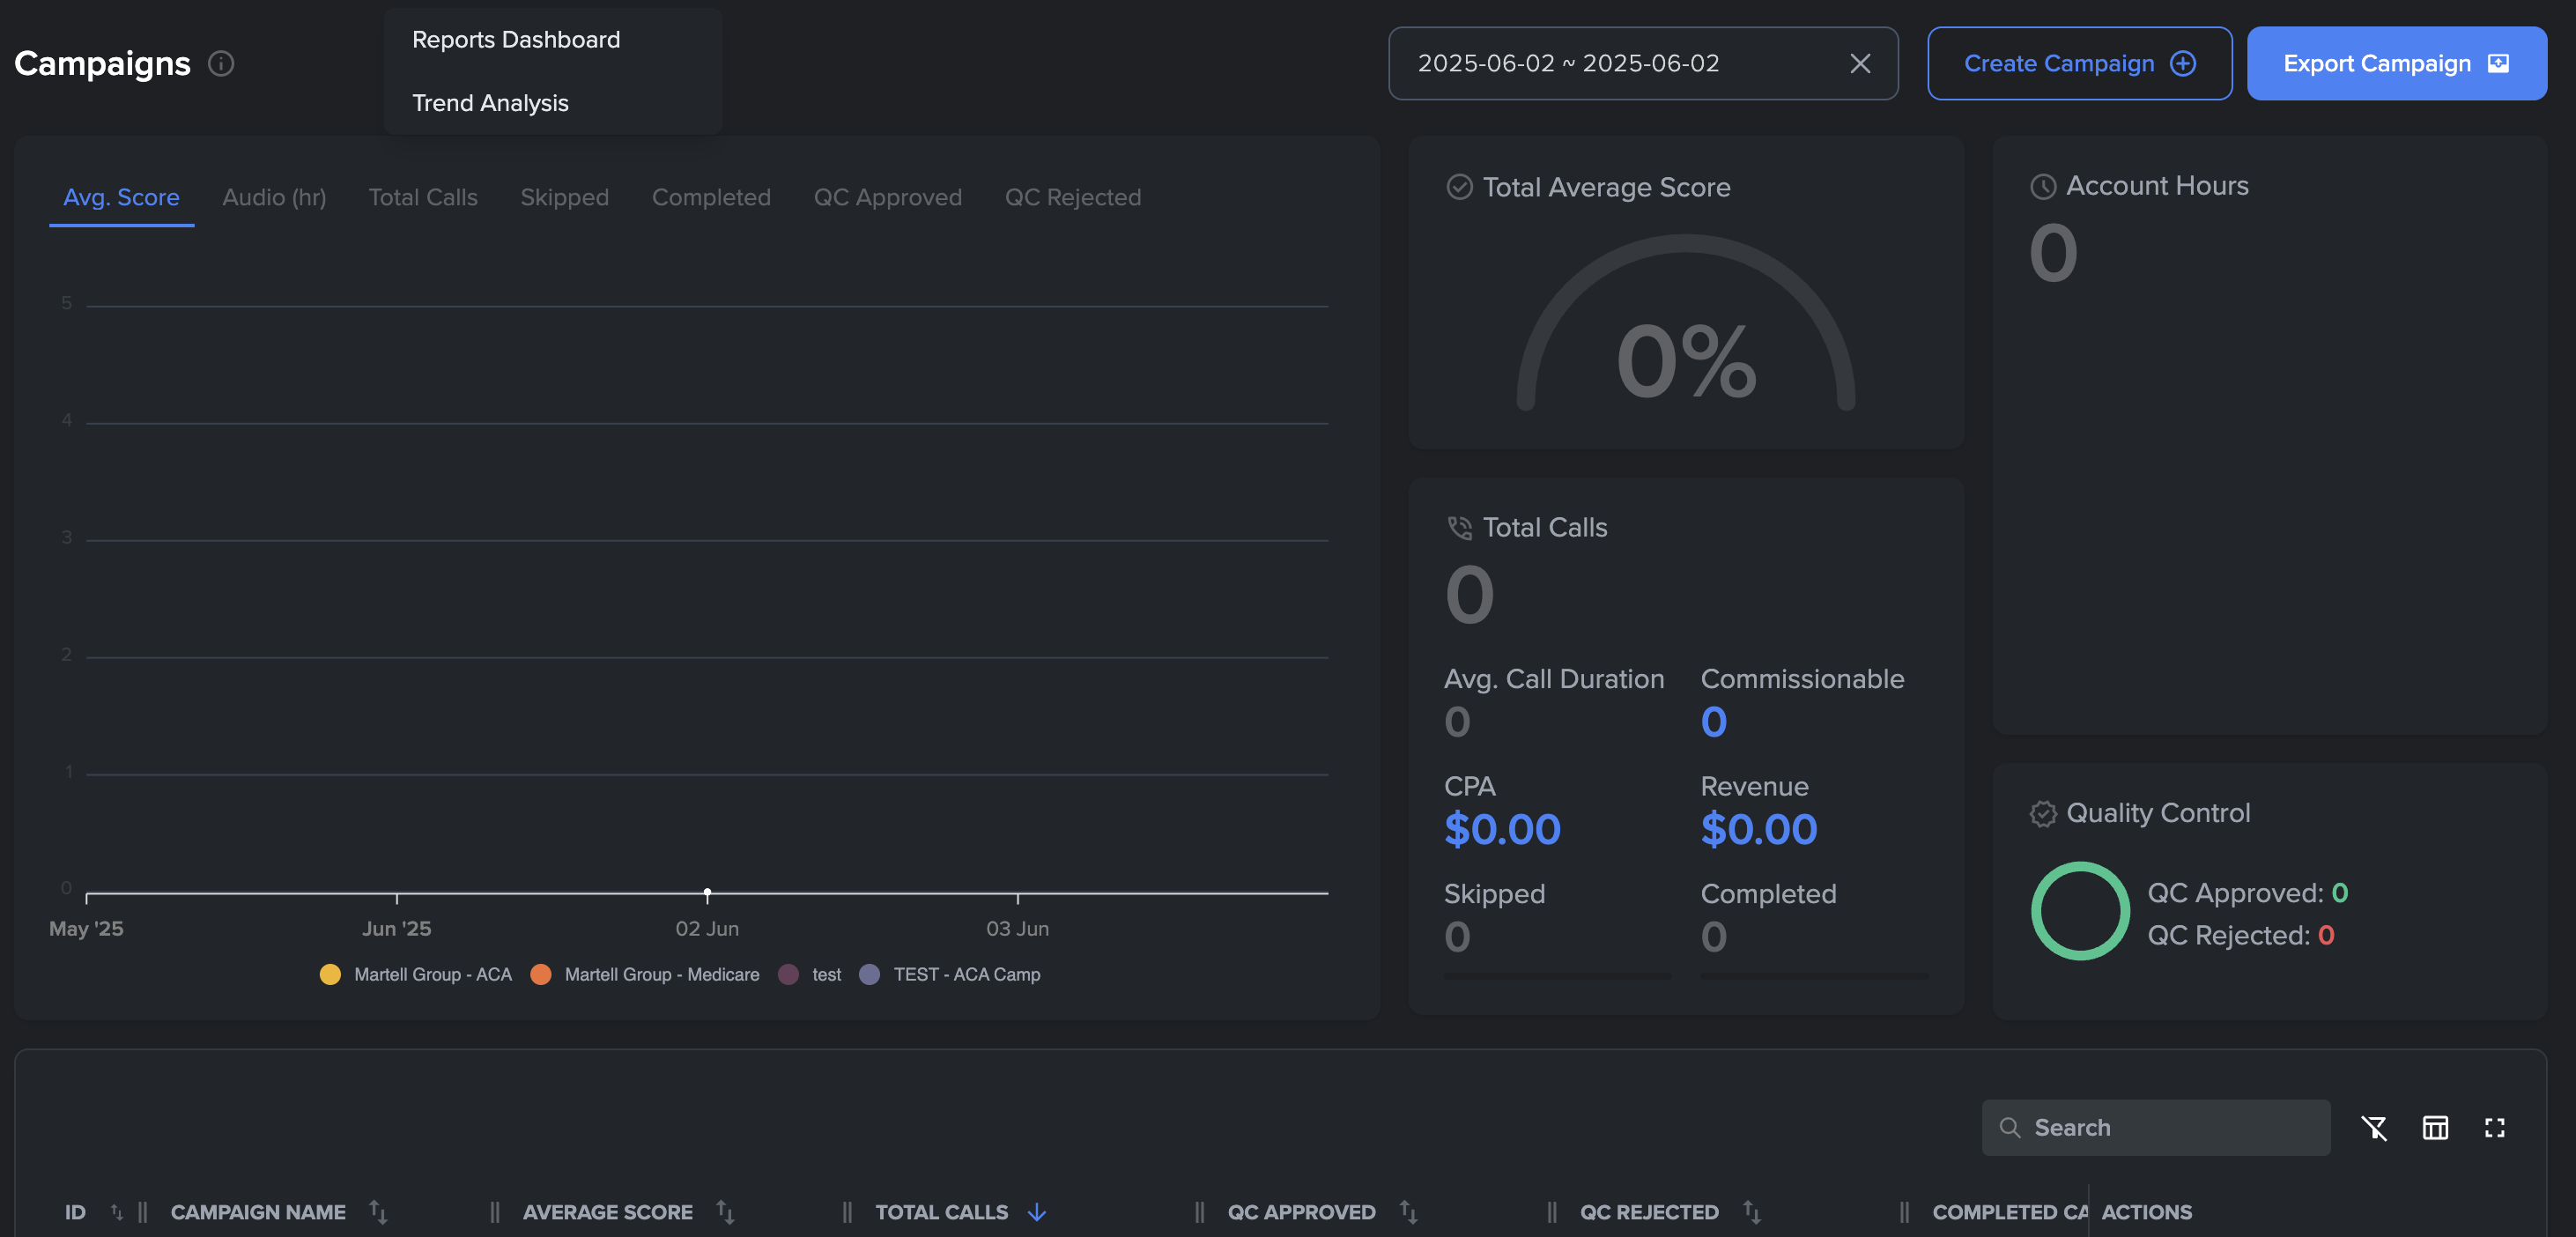 Reports Dashboard
Trend Analysis
Campaigns
2025-06-02 ~ 2025-06-02
Create Campaign
Export Campaign
Avg. Score
Audio (hr)
Total Calls
Skipped
Completed
QC Approved
QC Rejected
5
4
3
2
1
0
May '25
Jun '25
02 Jun
03 Jun
Martell Group - ACA
Martell Group - Medicare
test
TEST - ACA Camp
Total Average Score
0%
Total Calls
0
Avg. Call Duration
0
Commissionable
0
CPA
$0.00
Revenue
$0.00
Skipped
0
Completed
0
Account Hours
0
Quality Control
QC Approved: 0
QC Rejected: 0
Search
ID
CAMPAIGN NAME
AVERAGE SCORE
TOTAL CALLS
QC APPROVED
QC REJECTED
COMPLETED CA
ACTIONS